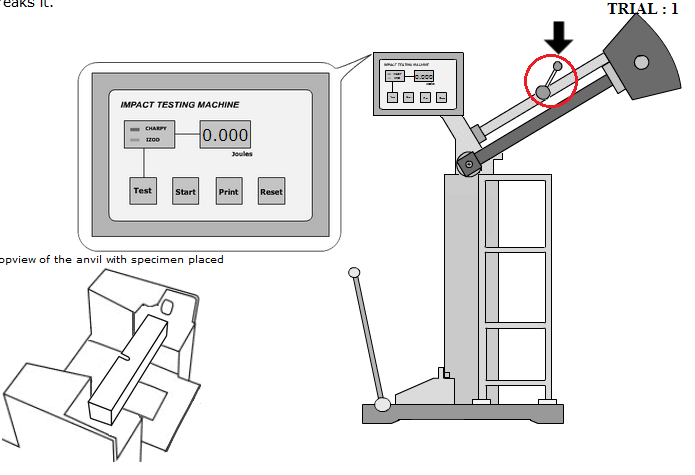 reaks it.
TRIAL : 1
IMPACT TESTING MACHINE
CHARPY
IZOD
0.000
Joules
Test Start Print Reset
IMPACT TESTING MACHINE
0.000
opview of the anvil with specimen placed